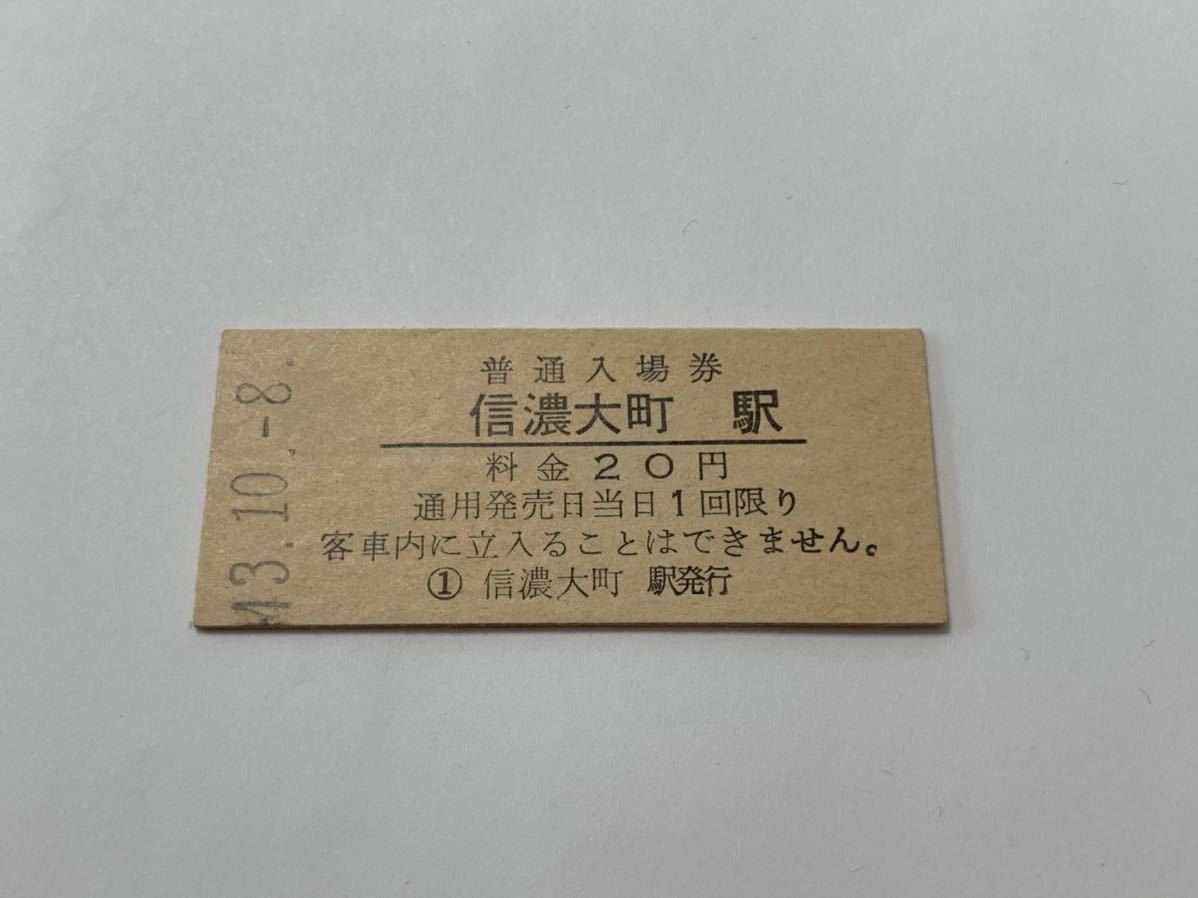 43.10.-8.
普通入場券
信濃大町 駅
料金20円
通用発売日当日1回限り
客車内に立入ることはできません。
① 信濃大町 駅発行